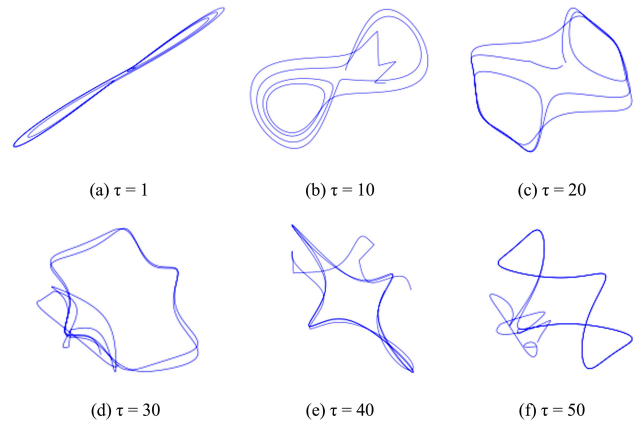 (a) τ = 1
(b) τ = 10
(c) τ = 20
(d) τ = 30
(e) τ = 40
(f) τ = 50